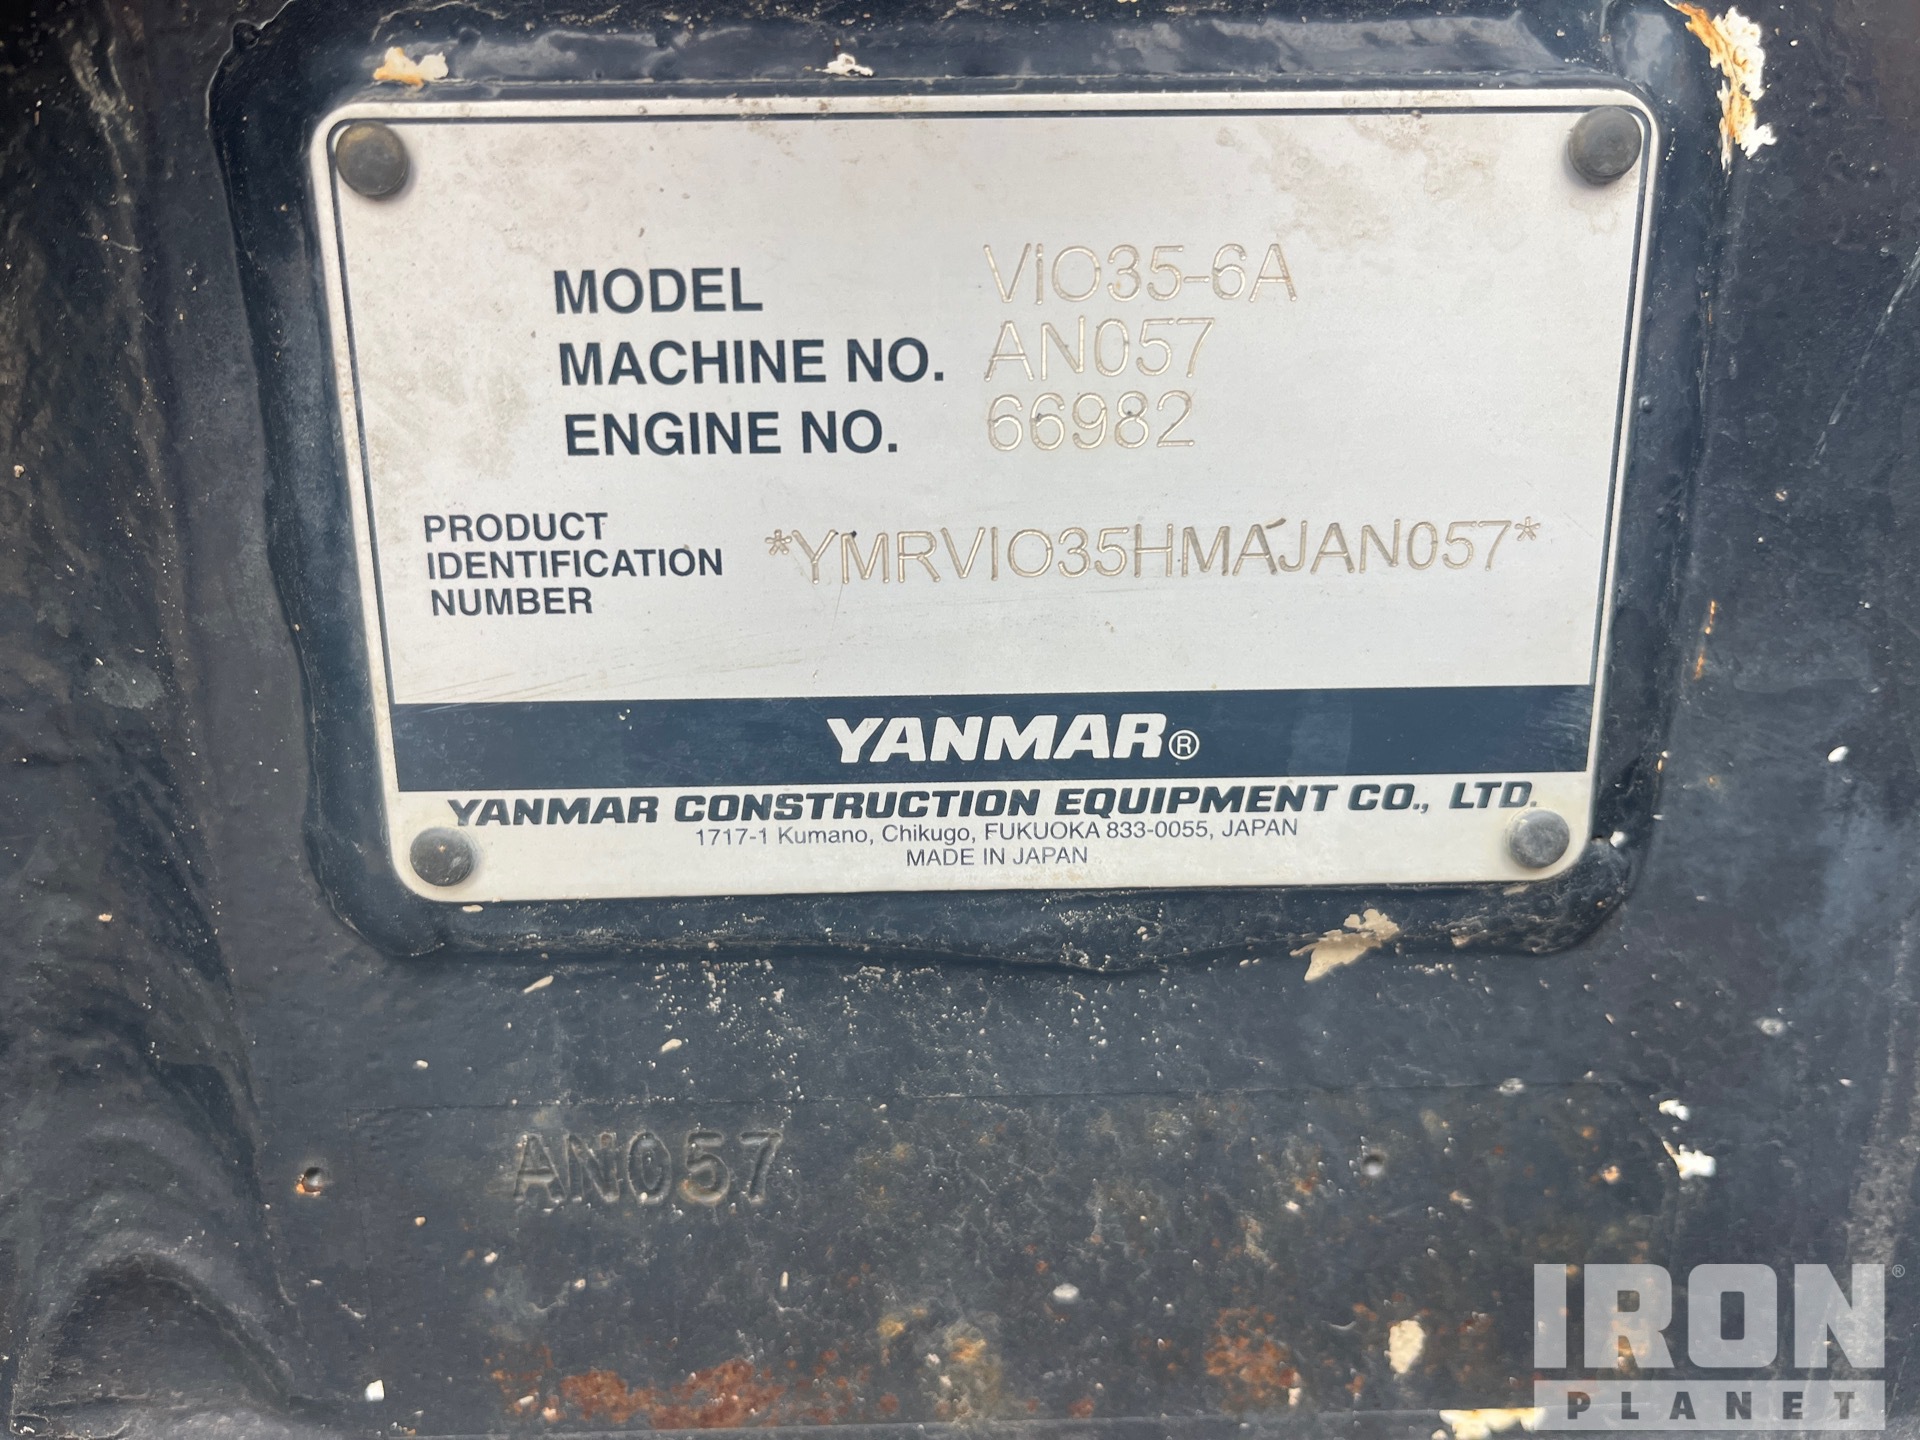 MODEL ViO35-6A
MACHINE NO. AN057
ENGINE NO. 66982
PRODUCT
IDENTIFICATION
NUMBER
*YMRVIO35HMAJAN057*
YANMAR®
YANMAR CONSTRUCTION EQUIPMENT CO., LTD.
1717-1 Kumano, Chikugo, FUKUOKA 833-0055, JAPAN
MADE IN JAPAN
AN057
IRON®
PLANET